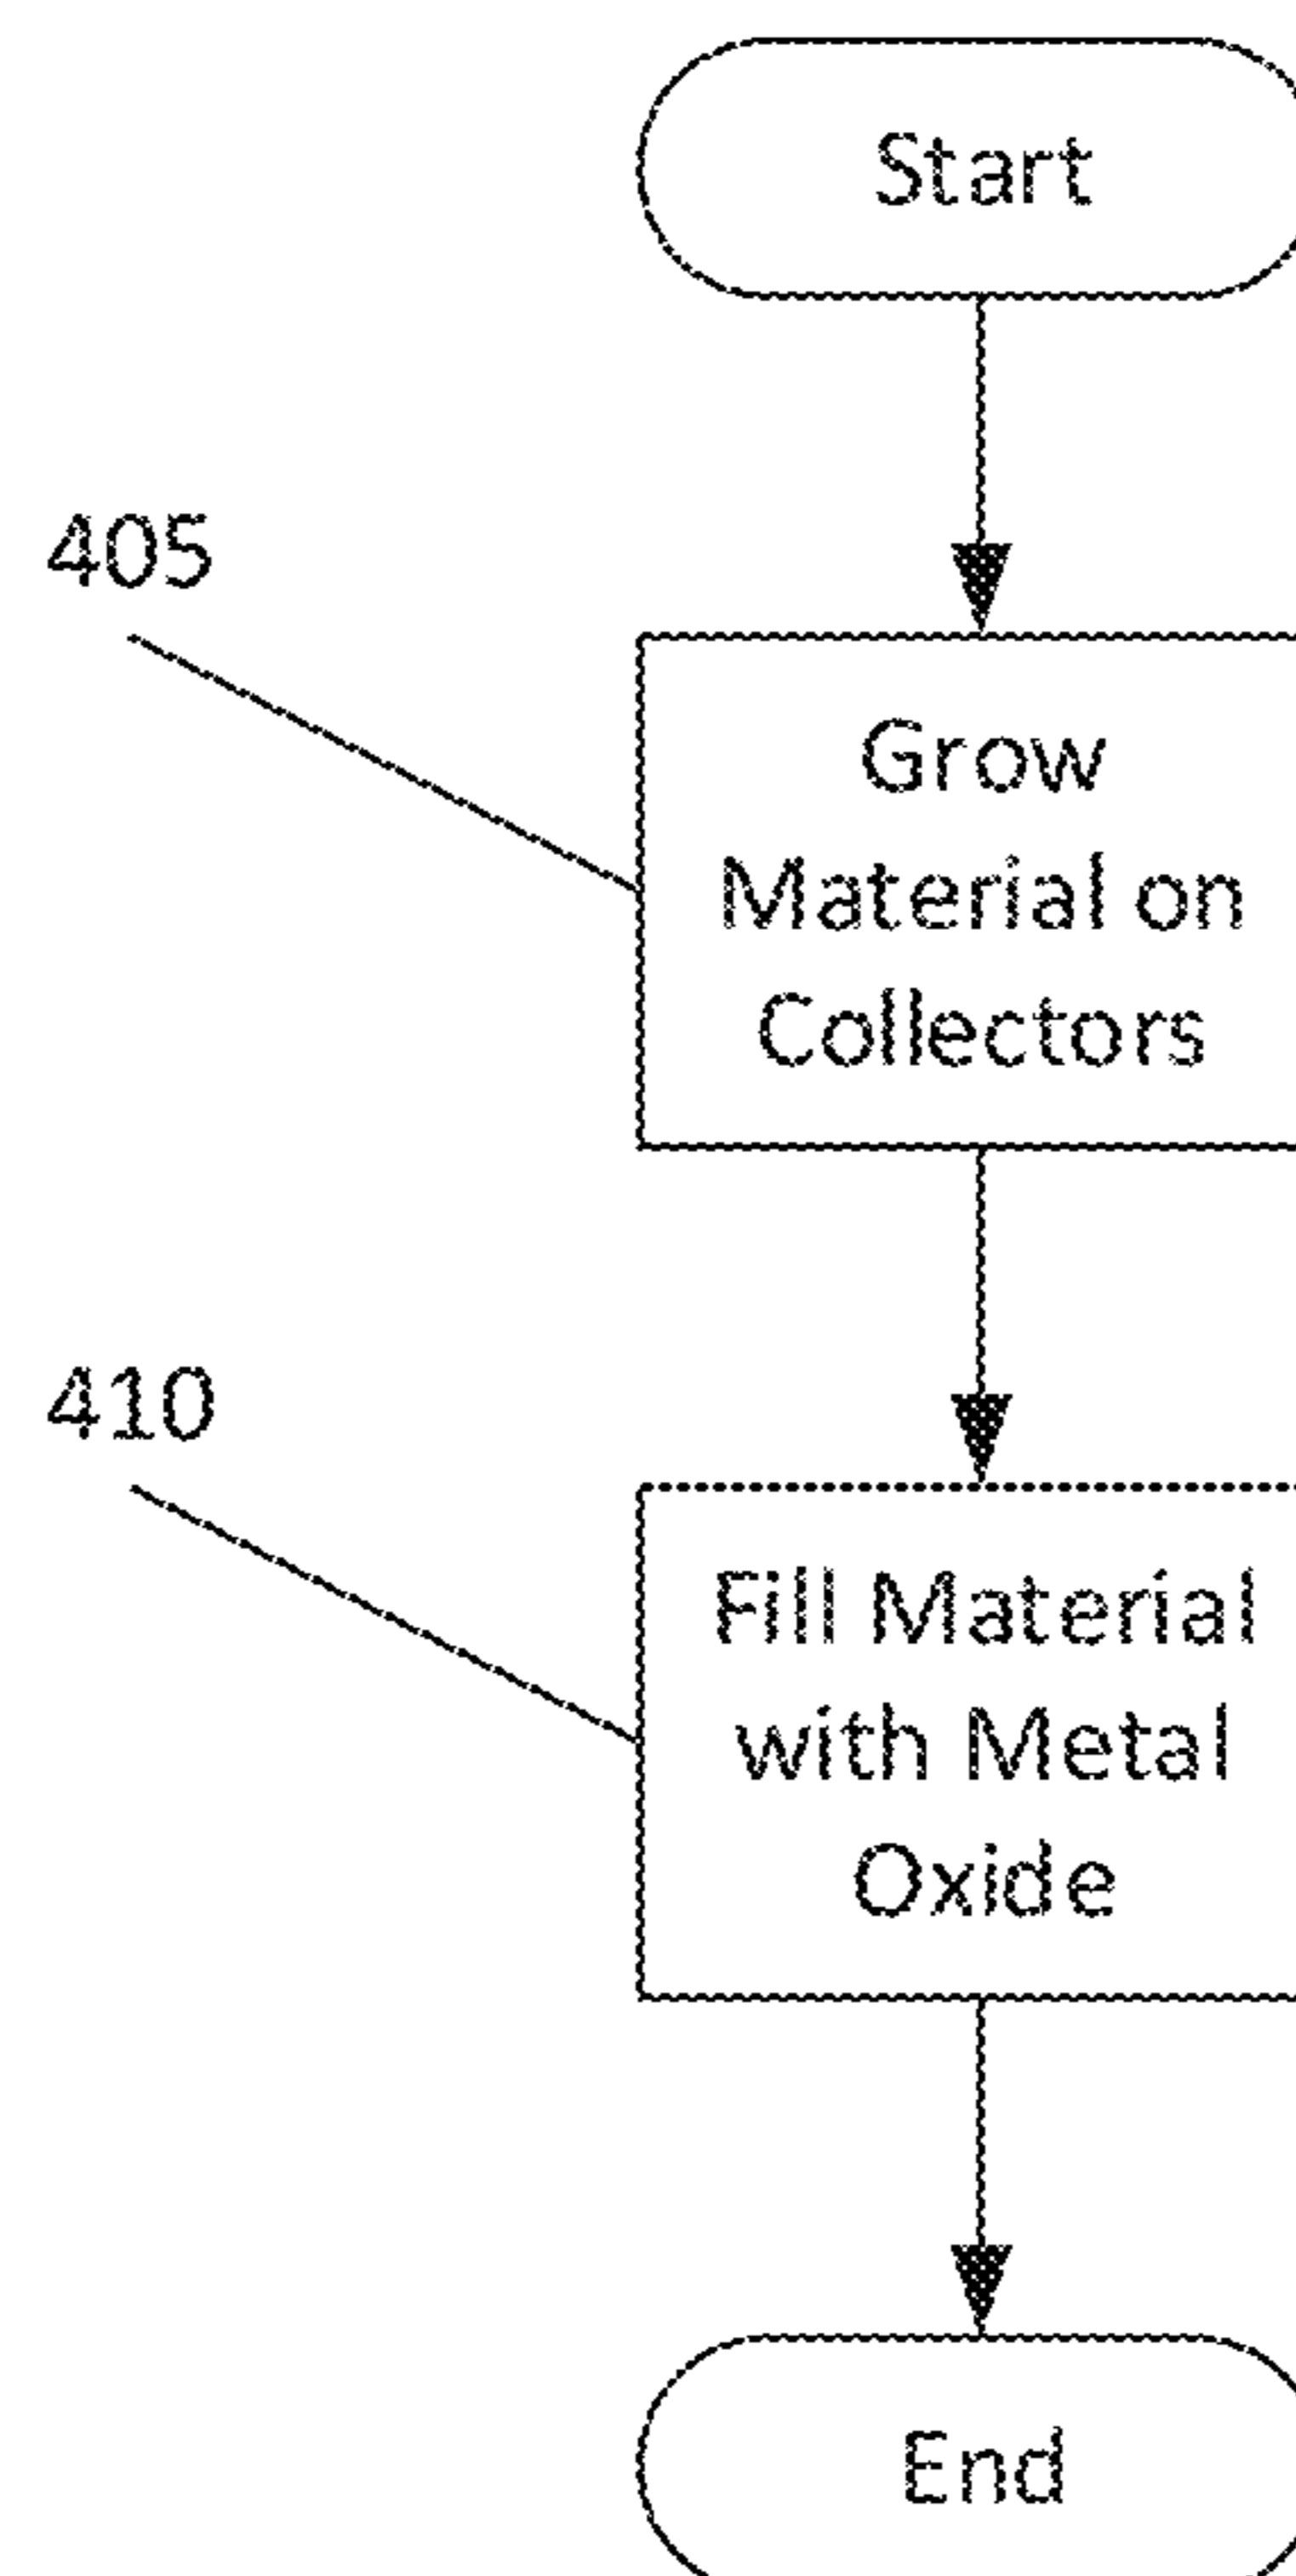 Start
405
Grow
Material on
Collectors
410
Fill Material
with Metal
Oxide
End